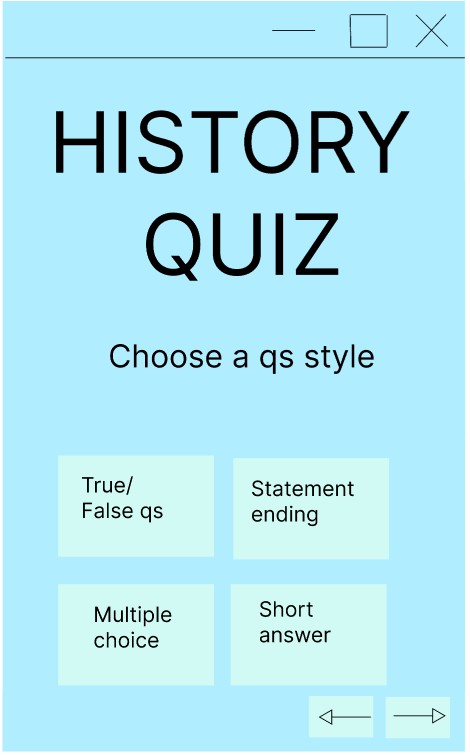 HISTORY
QUIZ
Choose a qs style
True/
False qs
Statement
ending
Multiple
choice
Short
answer